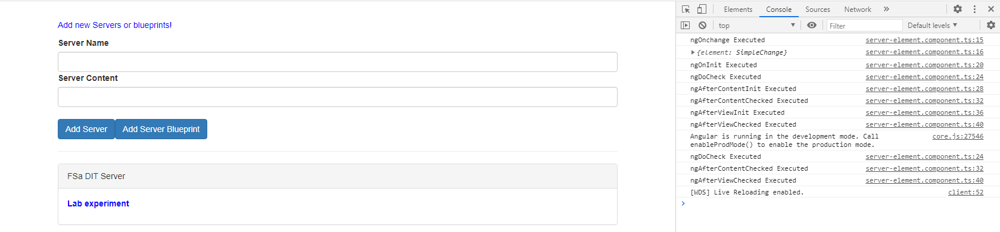 Elements Console Sources Network »
top Filter Default levels
Add new Servers or blueprints!
Server Name
Server Content
Add Server Add Server Blueprint
FSa DIT Server
Lab experiment
ngOnchange Executed server-element.component.ts:15
{element: SimpleChange} server-element.component.ts:16
ngOnInit Executed server-element.component.ts:20
ngDoCheck Executed server-element.component.ts:24
ngAfterContentInit Executed server-element.component.ts:28
ngAfterContentChecked Executed server-element.component.ts:32
ngAfterViewInit Executed server-element.component.ts:36
ngAfterViewChecked Executed server-element.component.ts:40
Angular is running in the development mode. Call core.js:27546
enableProdMode() to enable the production mode.
ngDoCheck Executed server-element.component.ts:24
ngAfterContentChecked Executed server-element.component.ts:32
ngAfterViewChecked Executed server-element.component.ts:40
[WDS] Live Reloading enabled. client:52